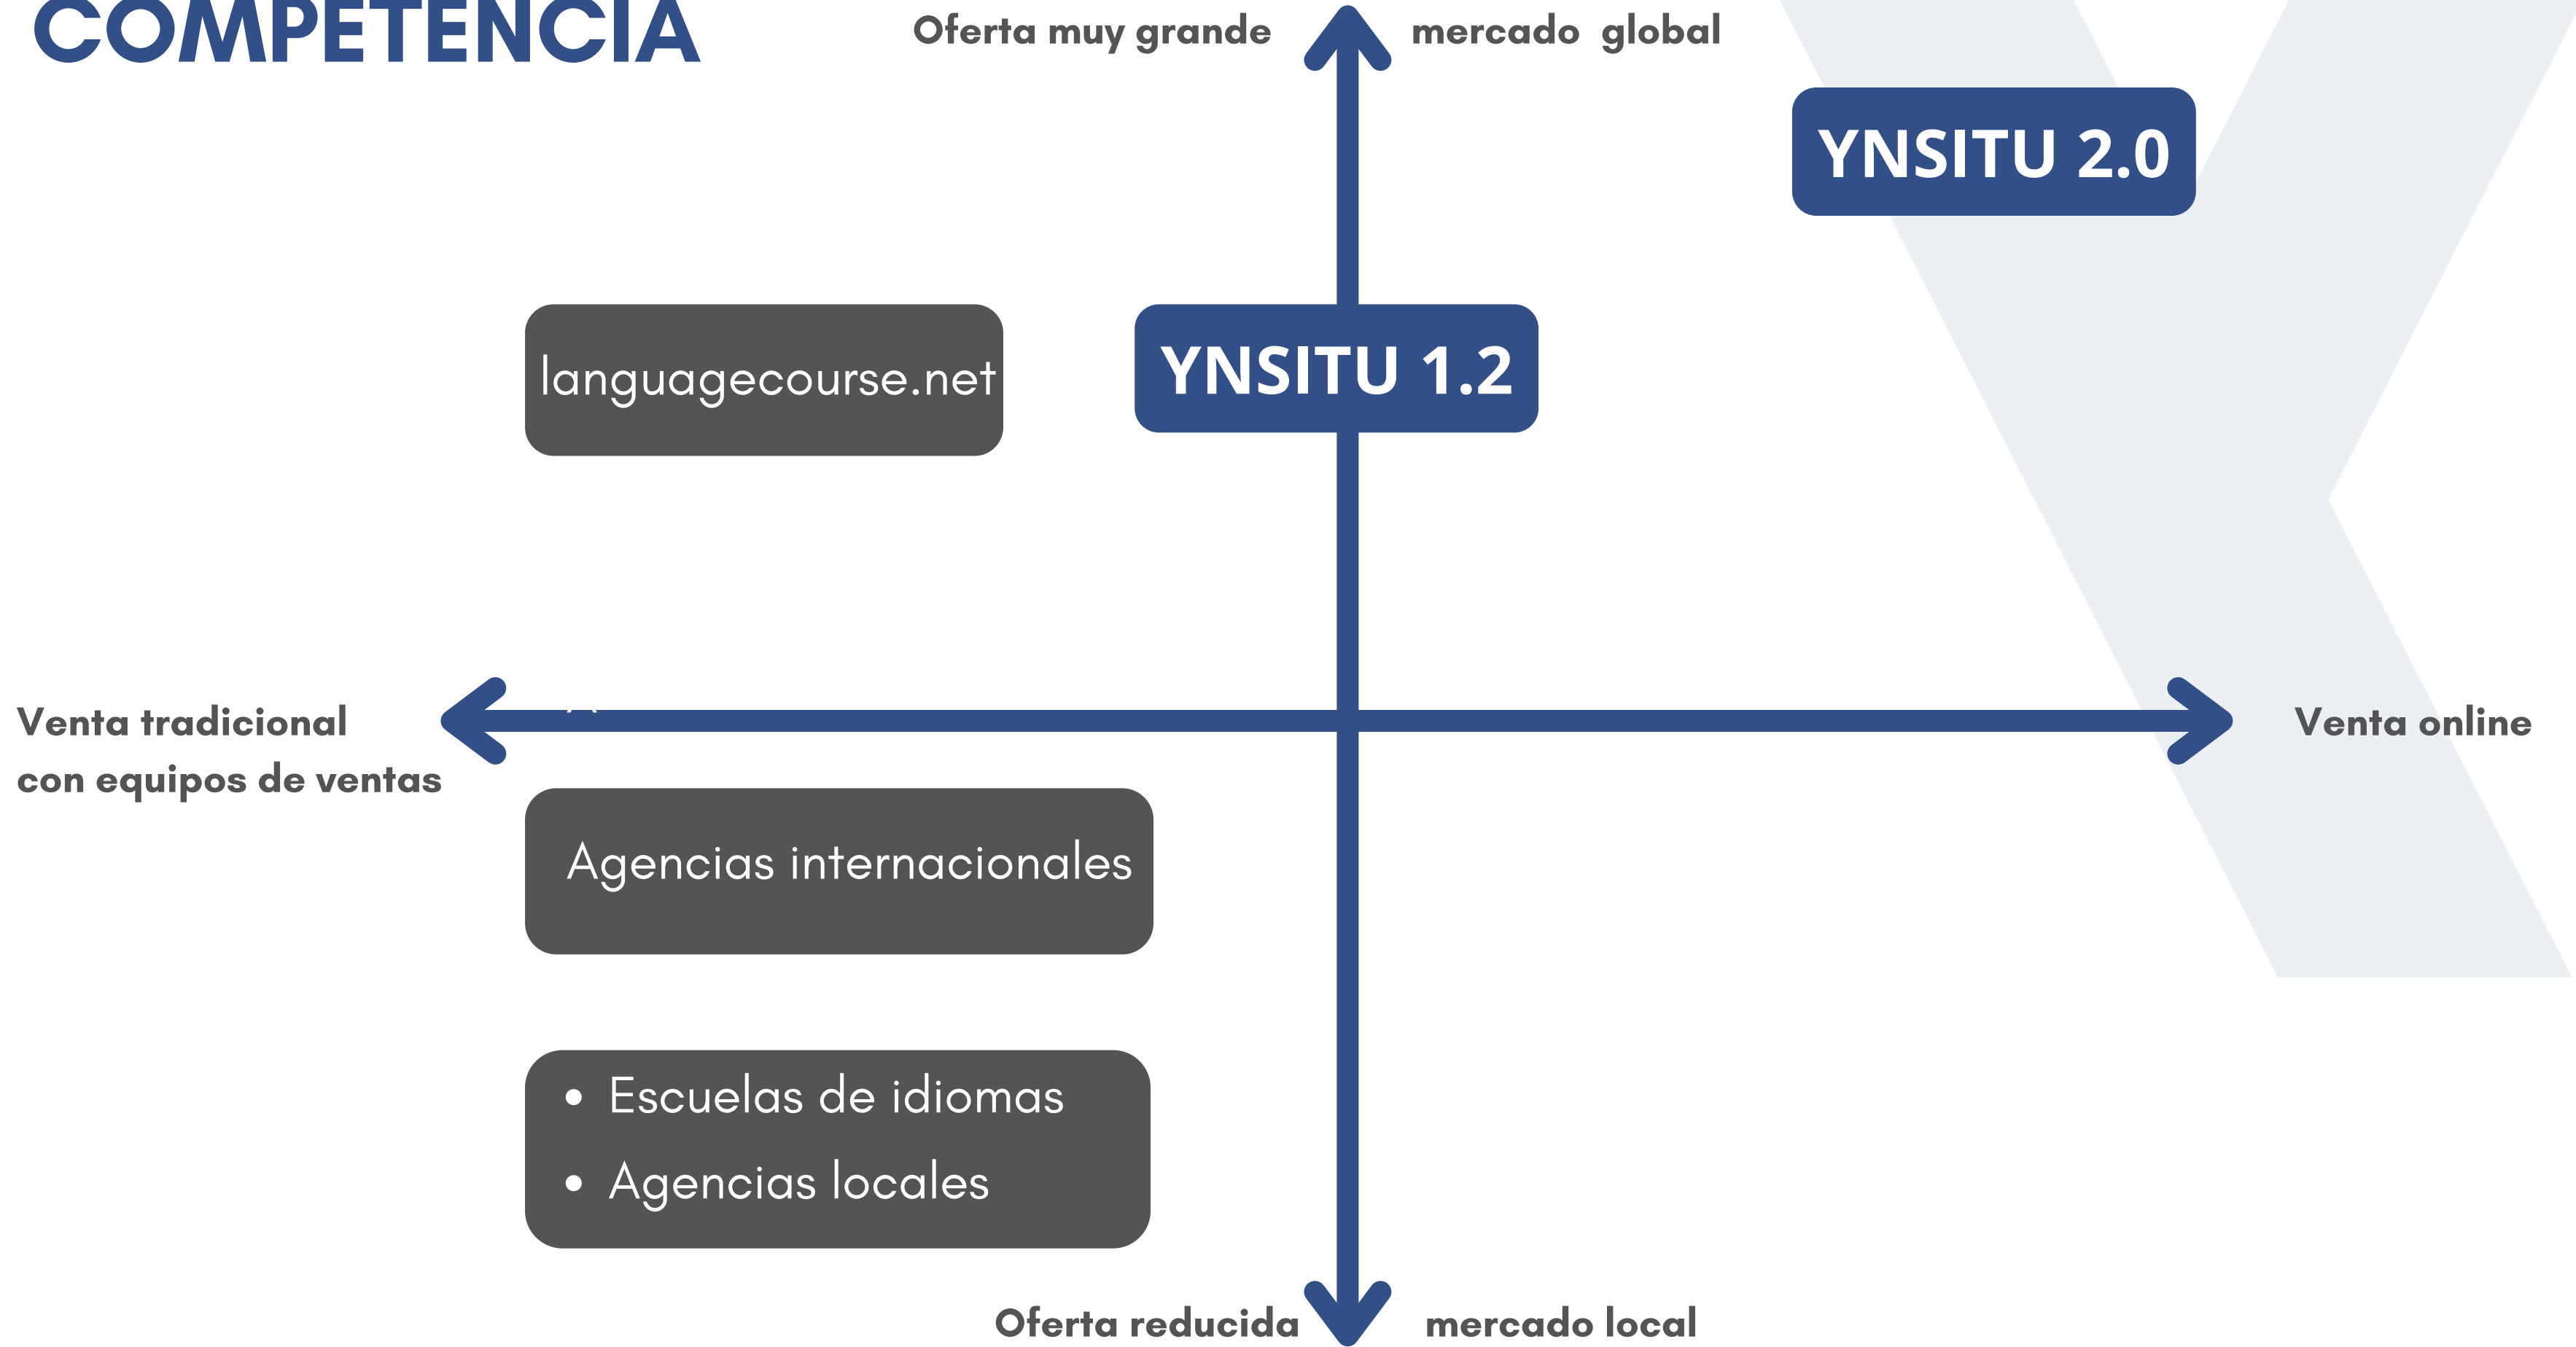 COMPETENCIA
Oferta muy grande
mercado global
YNSITU 2.0
languagecourse.net
YNSITU 1.2
Venta tradicional
con equipos de ventas
Venta online
Agencias internacionales
• Escuelas de idiomas
• Agencias locales
Oferta reducida
mercado local